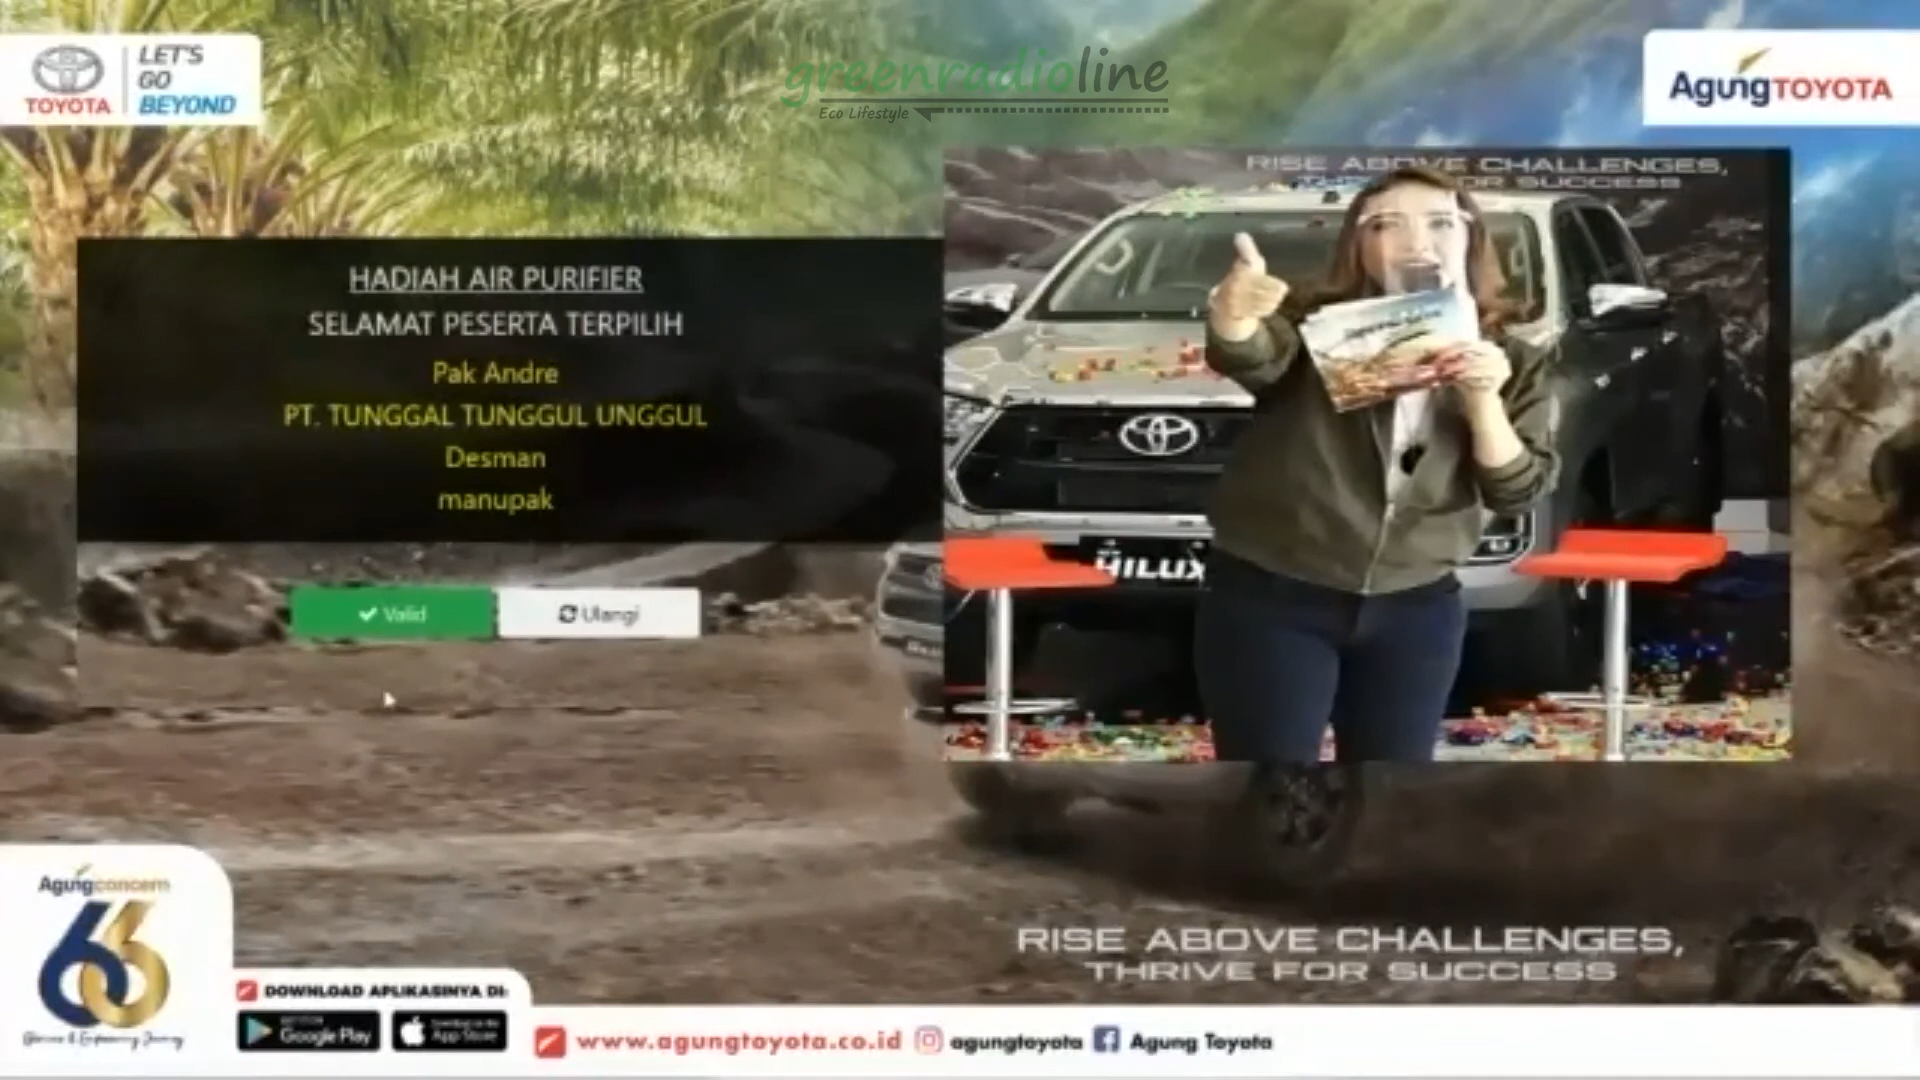 TOYOTA
LET'S
GO
BEYOND
greenradioline
Eco Lifestyle
Agung TOYOTA
RISE ABOVE CHALLENGES,
FOR SUCCESS
HADIAH AIR PURIFIER
SELAMAT PESERTA TERPILIH
Pak Andre
PT. TUNGGAL TUNGGUL UNGGUL
Desman
manupak
Valid
Ulangi
HILUX
RISE ABOVE CHALLENGES,
THRIVE FOR SUCCESS
Agungconcern
66
DOWNLOAD APLIKASINYA DI:
Google Play
App Store
www.agungtoyota.co.id
agungtoyota
Agung Toyota